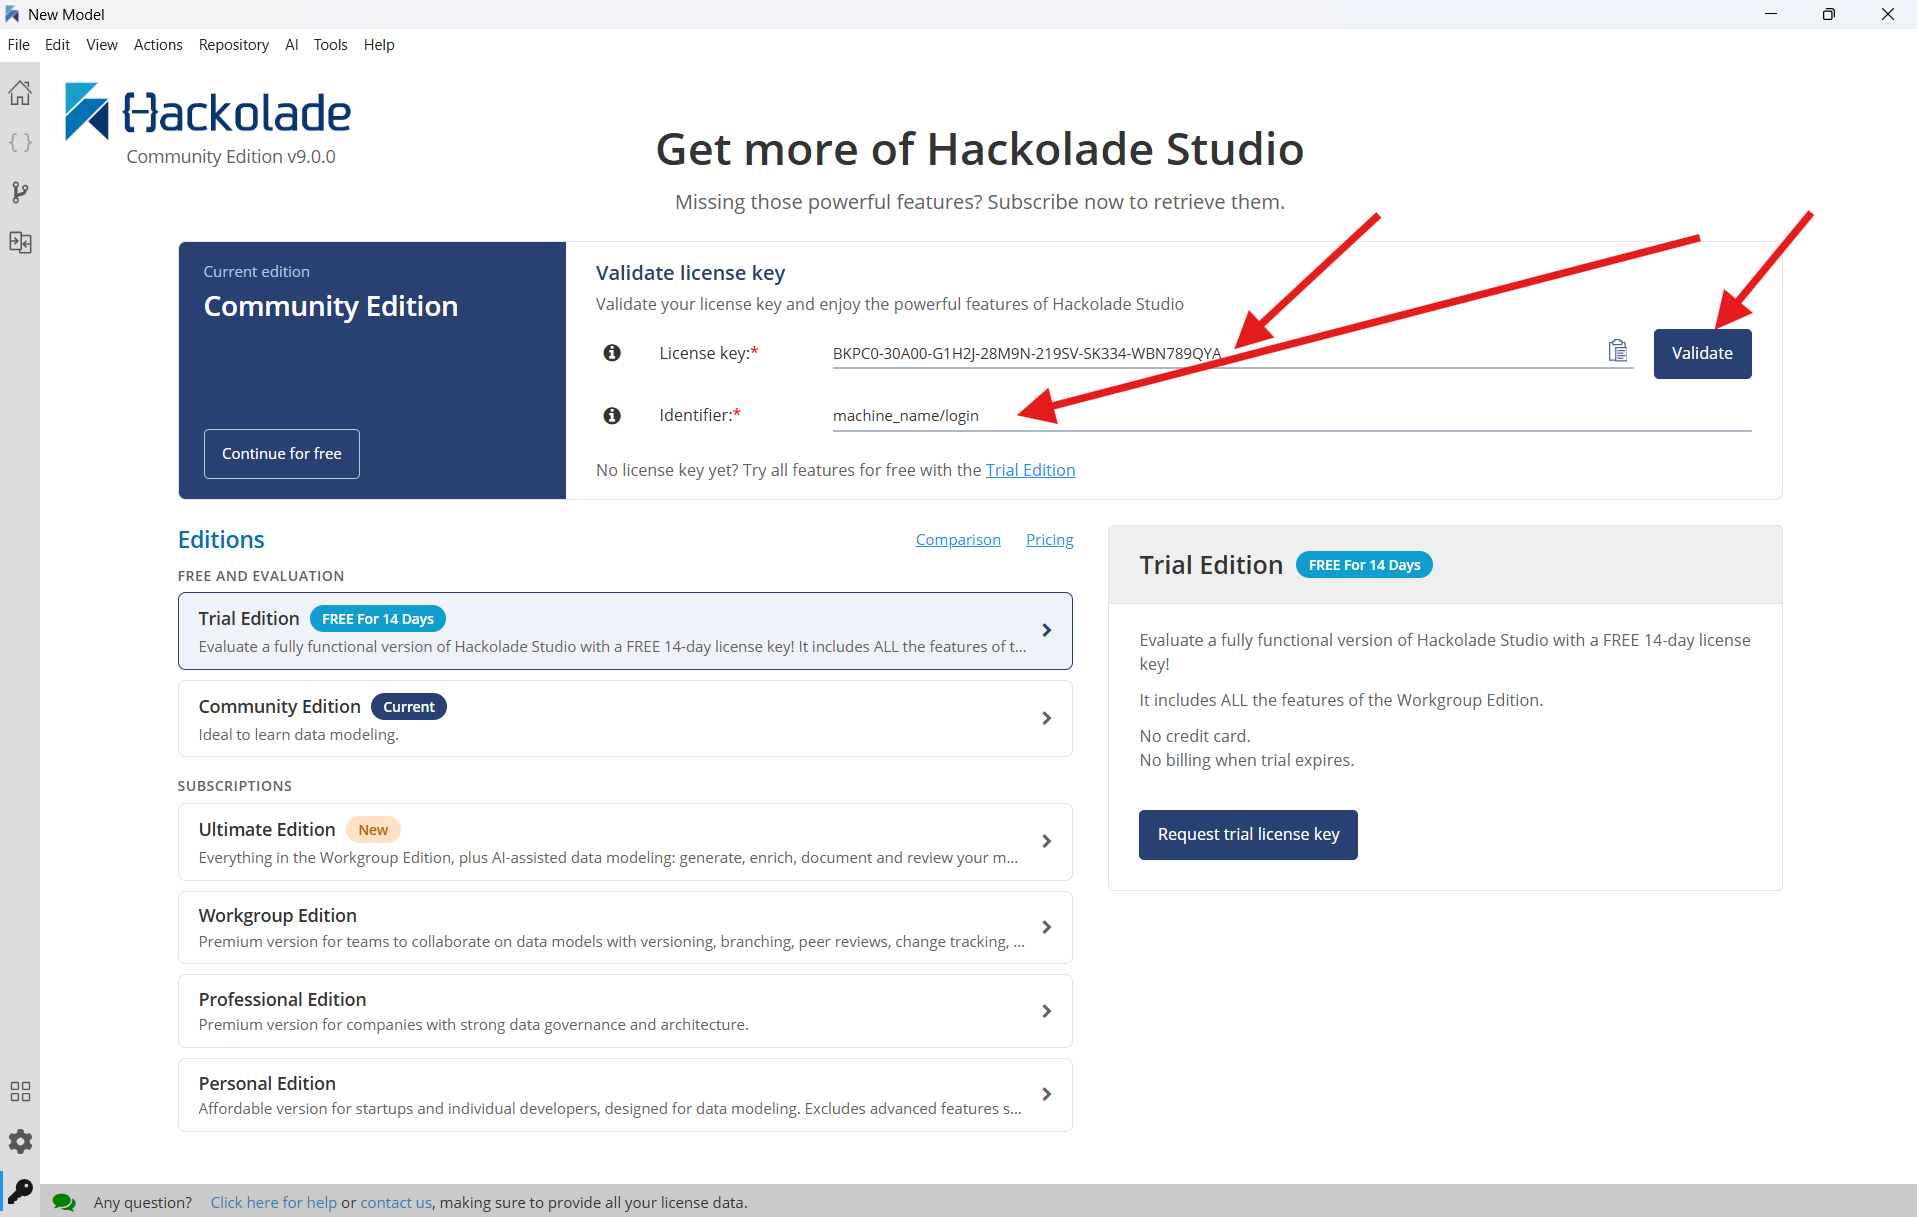 New Model
File Edit View Actions Repository AI Tools Help
Hackolade
Community Edition v9.0.0
Get more of Hackolade Studio
Missing those powerful features? Subscribe now to retrieve them.
Current edition
Community Edition
Continue for free
Validate license key
Validate your license key and enjoy the powerful features of Hackolade Studio
License key:* BKPC0-30A00-G1H2J-28M9N-219SV-SK334-WBN789QYA
Validate
Identifier:* machine_name/login
No license key yet? Try all features for free with the Trial Edition
Editions
Comparison Pricing
FREE AND EVALUATION
Trial Edition FREE For 14 Days
Evaluate a fully functional version of Hackolade Studio with a FREE 14-day license key! It includes ALL the features of t...
Community Edition Current
Ideal to learn data modeling.
SUBSCRIPTIONS
Ultimate Edition New
Everything in the Workgroup Edition, plus AI-assisted data modeling: generate, enrich, document and review your m...
Workgroup Edition
Premium version for teams to collaborate on data models with versioning, branching, peer reviews, change tracking, ...
Professional Edition
Premium version for companies with strong data governance and architecture.
Personal Edition
Affordable version for startups and individual developers, designed for data modeling. Excludes advanced features s...
Trial Edition FREE For 14 Days
Evaluate a fully functional version of Hackolade Studio with a FREE 14-day license
key!
It includes ALL the features of the Workgroup Edition.
No credit card.
No billing when trial expires.
Request trial license key
Any question? Click here for help or contact us, making sure to provide all your license data.